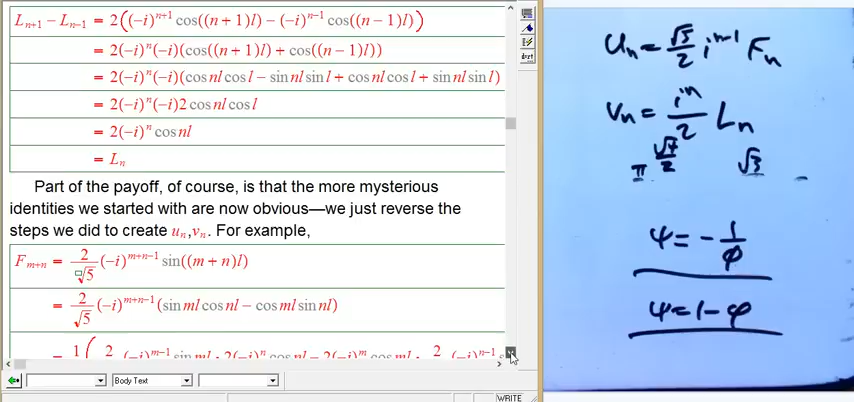 L_{n+1} − L_{n−1} = 2((−i)^{n+1} cos((n+1)l) − (−i)^{n−1} cos((n−1)l))
= 2(−i)^n(−i)(cos((n+1)l) + cos((n−1)l))
= 2(−i)^n(−i)(cos nl cos l − sin nl sin l + cos nl cos l + sin nl sin l)
= 2(−i)^n(−i)2 cos nl cos l
= 2(−i)^n cos nl
= L_n
Part of the payoff, of course, is that the more mysterious
identities we started with are now obvious—we just reverse the
steps we did to create u_n,v_n. For example,
F_{m+n} = 2/√5 (−i)^{m+n−1} sin((m+n)l)
= 2/√5 (−i)^{m+n−1} (sin ml cos nl − cos ml sin nl)
Body Text
WRITE
u_n = √5/2 i^{n−1} F_n
v_n = i^n/2 L_n
π √7/2 √3
ψ = −1/φ
ψ = 1−φ